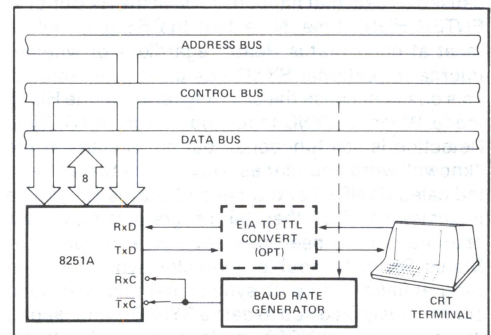 ADDRESS BUS
CONTROL BUS
DATA BUS
8
RxD
TxD
8251A
RxC
TxC
EIA TO TTL
CONVERT
(OPT)
BAUD RATE
GENERATOR
CRT
TERMINAL